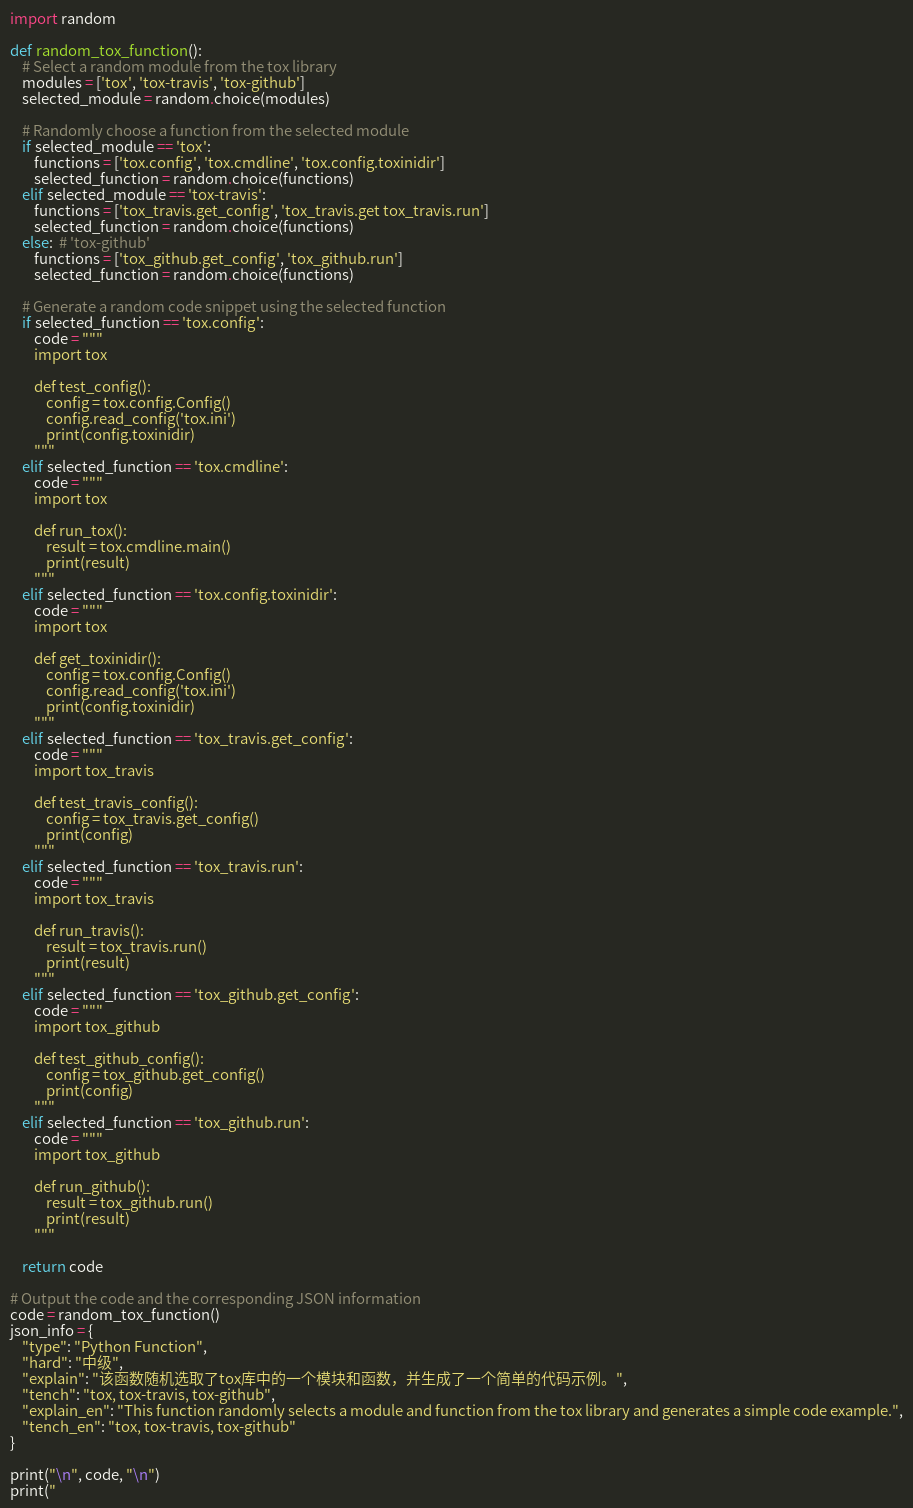 import random

def random_tox_function():
    # Select a random module from the tox library
    modules = ['tox', 'tox-travis', 'tox-github']
    selected_module = random.choice(modules)

    # Randomly choose a function from the selected module
    if selected_module == 'tox':
        functions = ['tox.config', 'tox.cmdline', 'tox.config.toxinidir']
        selected_function = random.choice(functions)
    elif selected_module == 'tox-travis':
        functions = ['tox_travis.get_config', 'tox_travis.get tox_travis.run']
        selected_function = random.choice(functions)
    else:  # 'tox-github'
        functions = ['tox_github.get_config', 'tox_github.run']
        selected_function = random.choice(functions)

    # Generate a random code snippet using the selected function
    if selected_function == 'tox.config':
        code = """
        import tox

        def test_config():
            config = tox.config.Config()
            config.read_config('tox.ini')
            print(config.toxinidir)
        """
    elif selected_function == 'tox.cmdline':
        code = """
        import tox

        def run_tox():
            result = tox.cmdline.main()
            print(result)
        """
    elif selected_function == 'tox.config.toxinidir':
        code = """
        import tox

        def get_toxinidir():
            config = tox.config.Config()
            config.read_config('tox.ini')
            print(config.toxinidir)
        """
    elif selected_function == 'tox_travis.get_config':
        code = """
        import tox_travis

        def test_travis_config():
            config = tox_travis.get_config()
            print(config)
        """
    elif selected_function == 'tox_travis.run':
        code = """
        import tox_travis

        def run_travis():
            result = tox_travis.run()
            print(result)
        """
    elif selected_function == 'tox_github.get_config':
        code = """
        import tox_github

        def test_github_config():
            config = tox_github.get_config()
            print(config)
        """
    elif selected_function == 'tox_github.run':
        code = """
        import tox_github

        def run_github():
            result = tox_github.run()
            print(result)
        """

    return code

# Output the code and the corresponding JSON information
code = random_tox_function()
json_info = {
    "type": "Python Function",
    "hard": "中级",
    "explain": "该函数随机选取了tox库中的一个模块和函数，并生成了一个简单的代码示例。",
    "tench": "tox, tox-travis, tox-github",
    "explain_en": "This function randomly selects a module and function from the tox library and generates a simple code example.",
    "tench_en": "tox, tox-travis, tox-github"
}

print("\n", code, "\n")
print("